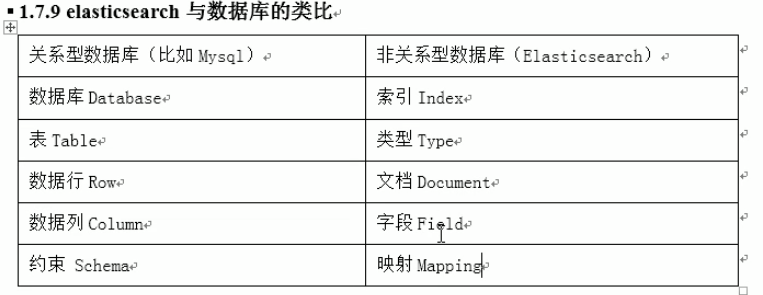 1.7.9 elasticsearch 与数据库的类比
关系型数据库（比如 Mysql） 非关系型数据库（Elasticsearch）
数据库 Database 索引 Index
表 Table 类型 Type
数据行 Row 文档 Document
数据列 Column 字段 Field
约束 Schema 映射 Mapping